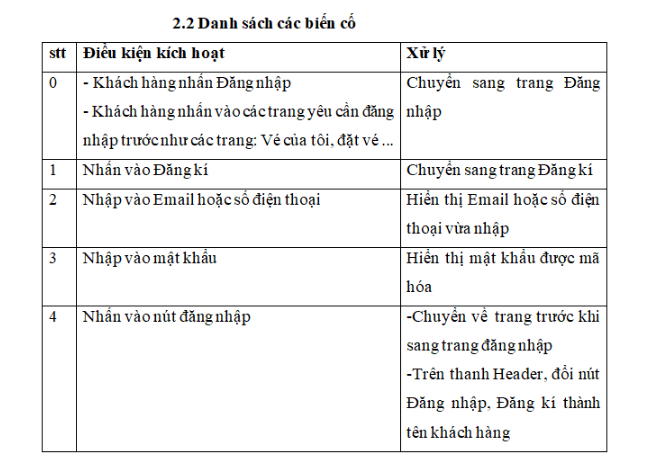 2.2 Danh sách các biến cố
stt Điều kiện kích hoạt Xử lý
0 - Khách hàng nhấn Đăng nhập Chuyển sang trang Đăng
- Khách hàng nhấn vào các trang yêu cần đăng nhập
nhập trước như các trang: Vé của tôi, đặt vé ...
1 Nhấn vào Đăng kí Chuyển sang trang Đăng kí
2 Nhập vào Email hoặc số điện thoại Hiển thị Email hoặc số điện
thoại vừa nhập
3 Nhập vào mật khẩu Hiển thị mật khẩu được mã
hóa
4 Nhấn vào nút đăng nhập -Chuyển về trang trước khi
sang trang đăng nhập
-Trên thanh Header, đổi nút
Đăng nhập, Đăng kí thành
tên khách hàng